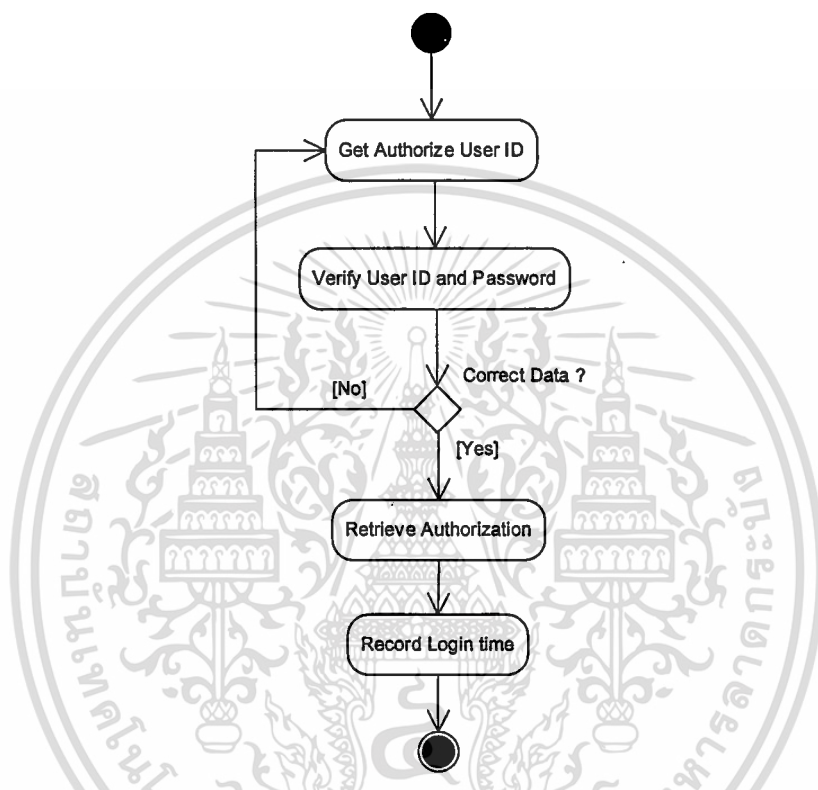 Get Authorize User ID
Verify User ID and Password
Correct Data ?
[No]
[Yes]
Retrieve Authorization
Record Login time